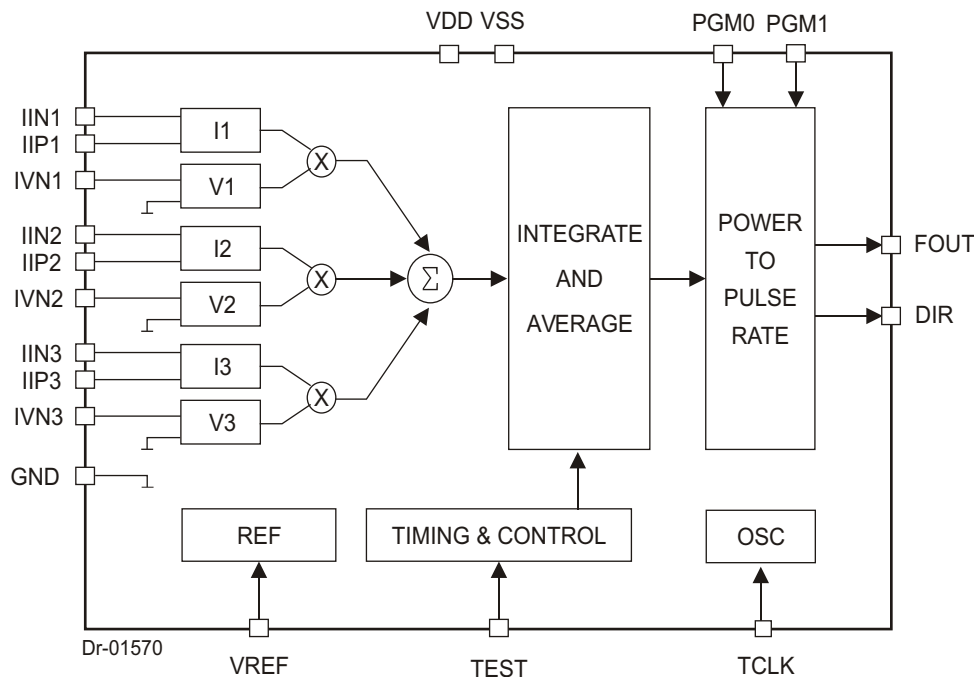 VDD VSS
PGM0 PGM1
IIN1
IIP1
I1
X
IVN1
V1
IIN2
IIP2
I2
X
IVN2
V2
IIN3
IIP3
I3
X
IVN3
V3
GND
Σ
INTEGRATE
AND
AVERAGE
POWER
TO
PULSE
RATE
FOUT
DIR
REF
TIMING & CONTROL
OSC
Dr-01570
VREF
TEST
TCLK